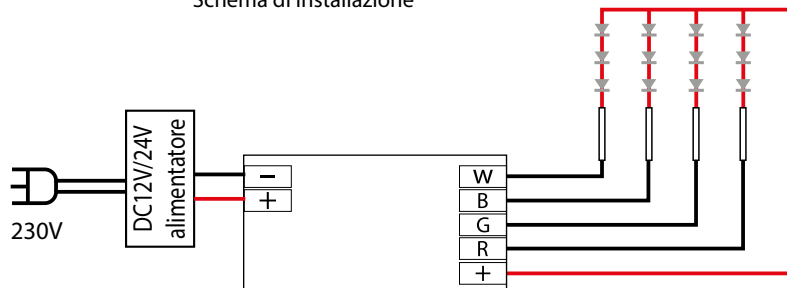 Schema di installazione
230V
DC12V/24V
alimentatore
−
+
W
B
G
R
+